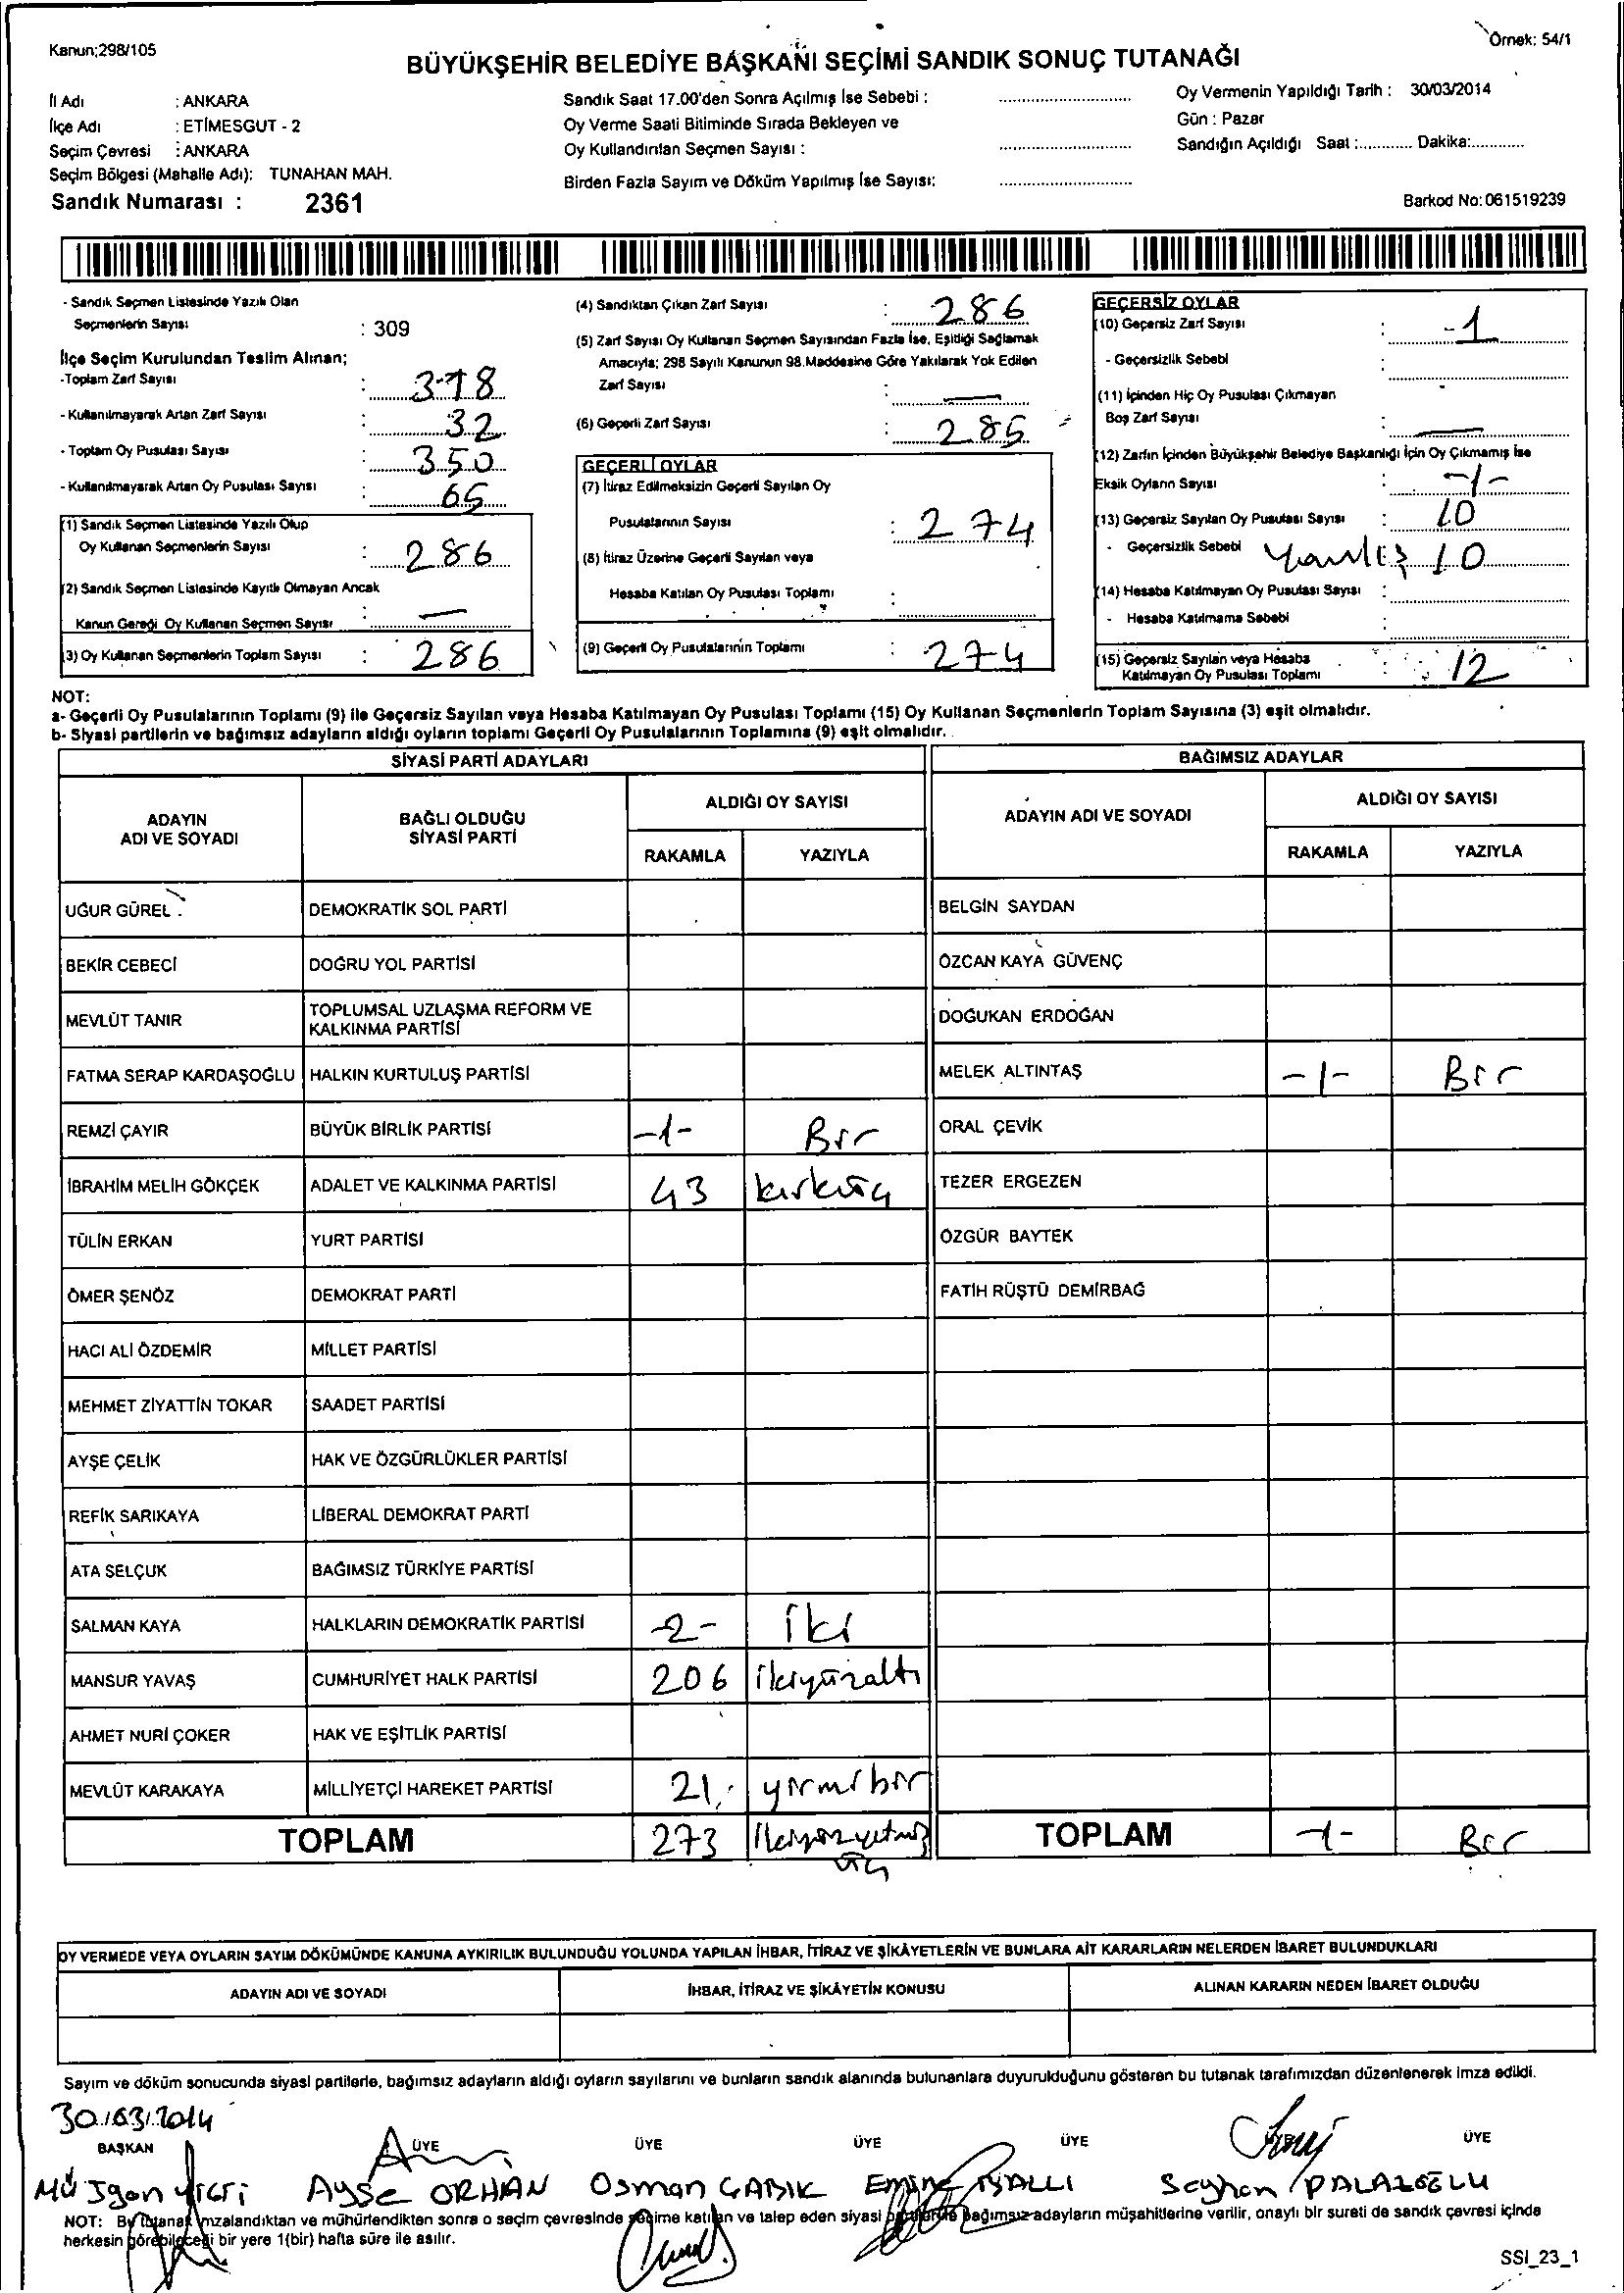 Kanun;298/105
Örnek: 54/1
BÜYÜKŞEHİR BELEDİYE BAŞKANI SEÇİMİ SANDIK SONUÇ TUTANAĞI
İl Adı : ANKARA
İlçe Adı : ETİMESGUT - 2
Seçim Çevresi : ANKARA
Seçim Bölgesi (Mahalle Adı): TUNAHAN MAH.
Sandık Numarası : 2361
Sandık Saat 17.00'den Sonra Açılmış İse Sebebi :
Oy Verme Saati Bitiminde Sırada Bekleyen ve
Oy Kullandırılan Seçmen Sayısı :
Birden Fazla Sayım ve Döküm Yapılmış İse Sayısı:
Oy Vermenin Yapıldığı Tarih : 30/03/2014
Gün : Pazar
Sandığın Açıldığı Saat :............ Dakika:............
Barkod No: 061519239
- Sandık Seçmen Listesinde Yazılı Olan
Seçmenlerin Sayısı : 309
İlçe Seçim Kurulundan Teslim Alınan;
-Toplam Zarf Sayısı : 318
- Kullanılmayarak Artan Zarf Sayısı : 32
- Toplam Oy Pusulası Sayısı : 350
- Kullanılmayarak Artan Oy Pusulası Sayısı : 65
(1) Sandık Seçmen Listesinde Yazılı Olup
Oy Kullanan Seçmenlerin Sayısı : 286
(2) Sandık Seçmen Listesinde Kayıtlı Olmayan Ancak
Kanun Gereği Oy Kullanan Seçmen Sayısı : —
(3) Oy Kullanan Seçmenlerin Toplam Sayısı : 286
(4) Sandıktan Çıkan Zarf Sayısı : 286
(5) Zarf Sayısı Oy Kullanan Seçmen Sayısından Fazla İse, Eşitliği Sağlamak
Amacıyla; 298 Sayılı Kanunun 98.Maddesine Göre Yakılarak Yok Edilen
Zarf Sayısı : —
(6) Geçerli Zarf Sayısı : 285
GEÇERLİ OYLAR
(7) İtiraz Edilmeksizin Geçerli Sayılan Oy
Pusulalarının Sayısı : 274
(8) İtiraz Üzerine Geçerli Sayılan veya
Hesaba Katılan Oy Pusulası Toplamı :
(9) Geçerli Oy Pusulalarının Toplamı : 274
GEÇERSİZ OYLAR
(10) Geçersiz Zarf Sayısı : -1
- Geçersizlik Sebebi :
(11) İçinden Hiç Oy Pusulası Çıkmayan
Boş Zarf Sayısı : —
(12) Zarfın İçinden Büyükşehir Belediye Başkanlığı İçin Oy Çıkmamış İse
Eksik Oyların Sayısı : -1-
(13) Geçersiz Sayılan Oy Pusulası Sayısı : 10
- Geçersizlik Sebebi Yanlış 10
(14) Hesaba Katılmayan Oy Pusulası Sayısı :
- Hesaba Katılmama Sebebi :
(15) Geçersiz Sayılan veya Hesaba
Katılmayan Oy Pusulası Toplamı : 12
NOT:
a- Geçerli Oy Pusulalarının Toplamı (9) ile Geçersiz Sayılan veya Hesaba Katılmayan Oy Pusulası Toplamı (15) Oy Kullanan Seçmenlerin Toplam Sayısına (3) eşit olmalıdır.
b- Siyasi partilerin ve bağımsız adayların aldığı oyların toplamı Geçerli Oy Pusulalarının Toplamına (9) eşit olmalıdır.
SİYASİ PARTİ ADAYLARI
ADAYIN ADI VE SOYADI
BAĞLI OLDUĞU SİYASİ PARTİ
ALDIĞI OY SAYISI
RAKAMLA YAZIYLA
UĞUR GÜREL DEMOKRATİK SOL PARTİ
BEKİR CEBECİ DOĞRU YOL PARTİSİ
MEVLÜT TANIR TOPLUMSAL UZLAŞMA REFORM VE KALKINMA PARTİSİ
FATMA SERAP KARDAŞOĞLU HALKIN KURTULUŞ PARTİSİ
REMZİ ÇAYIR BÜYÜK BİRLİK PARTİSİ -1- Bir
İBRAHİM MELİH GÖKÇEK ADALET VE KALKINMA PARTİSİ 43 kırküç
TÜLİN ERKAN YURT PARTİSİ
ÖMER ŞENÖZ DEMOKRAT PARTİ
HACI ALİ ÖZDEMİR MİLLET PARTİSİ
MEHMET ZİYATTİN TOKAR SAADET PARTİSİ
AYŞE ÇELİK HAK VE ÖZGÜRLÜKLER PARTİSİ
REFİK SARIKAYA LİBERAL DEMOKRAT PARTİ
ATA SELÇUK BAĞIMSIZ TÜRKİYE PARTİSİ
SALMAN KAYA HALKLARIN DEMOKRATİK PARTİSİ -2- İki
MANSUR YAVAŞ CUMHURİYET HALK PARTİSİ 206 ikiyüzaltı
AHMET NURİ ÇOKER HAK VE EŞİTLİK PARTİSİ
MEVLÜT KARAKAYA MİLLİYETÇİ HAREKET PARTİSİ 21 yirmibir
TOPLAM 273 İkiyüzyetmiş
üç
BAĞIMSIZ ADAYLAR
ADAYIN ADI VE SOYADI
ALDIĞI OY SAYISI
RAKAMLA YAZIYLA
BELGİN SAYDAN
ÖZCAN KAYA GÜVENÇ
DOĞUKAN ERDOĞAN
MELEK ALTINTAŞ -1- Bir
ORAL ÇEVİK
TEZER ERGEZEN
ÖZGÜR BAYTEK
FATİH RÜŞTÜ DEMİRBAĞ
TOPLAM -1- Bir
OY VERMEDE VEYA OYLARIN SAYIM DÖKÜMÜNDE KANUNA AYKIRILIK BULUNDUĞU YOLUNDA YAPILAN İHBAR, İTİRAZ VE ŞİKÂYETLERİN VE BUNLARA AİT KARARLARIN NELERDEN İBARET BULUNDUKLARI
ADAYIN ADI VE SOYADI İHBAR, İTİRAZ VE ŞİKÂYETİN KONUSU ALINAN KARARIN NEDEN İBARET OLDUĞU
Sayım ve döküm sonucunda siyasi partilerle, bağımsız adayların aldığı oyların sayılarını ve bunların sandık alanında bulunanlara duyurulduğunu gösteren bu tutanak tarafımızdan düzenlenerek imza edildi.
30/03/2014
BAŞKAN ÜYE ÜYE ÜYE ÜYE ÜYE
Müjgan Ayşe ORHAN Osman Emine Seyhan PALAZOĞLU
NOT: Bu tutanak imzalandıktan ve mühürlendikten sonra o seçim çevresinde seçime katılan ve talep eden siyasi partilerle bağımsız adayların müşahitlerine verilir, onaylı bir sureti de sandık çevresi içinde
herkesin görebileceği bir yere 1(bir) hafta süre ile asılır.
SSI_23_1